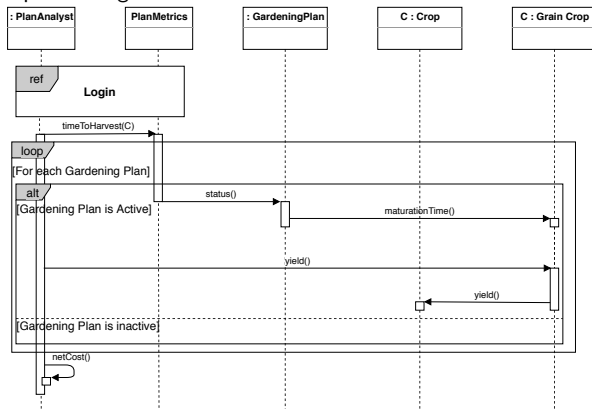 : PlanAnalyst
PlanMetrics
: GardeningPlan
C : Crop
C : Grain Crop
ref
Login
timeToHarvest(C)
loop
[For each Gardening Plan]
alt
status()
[Gardening Plan is Active]
maturationTime()
yield()
yield()
[Gardening Plan is inactive]
netCost()